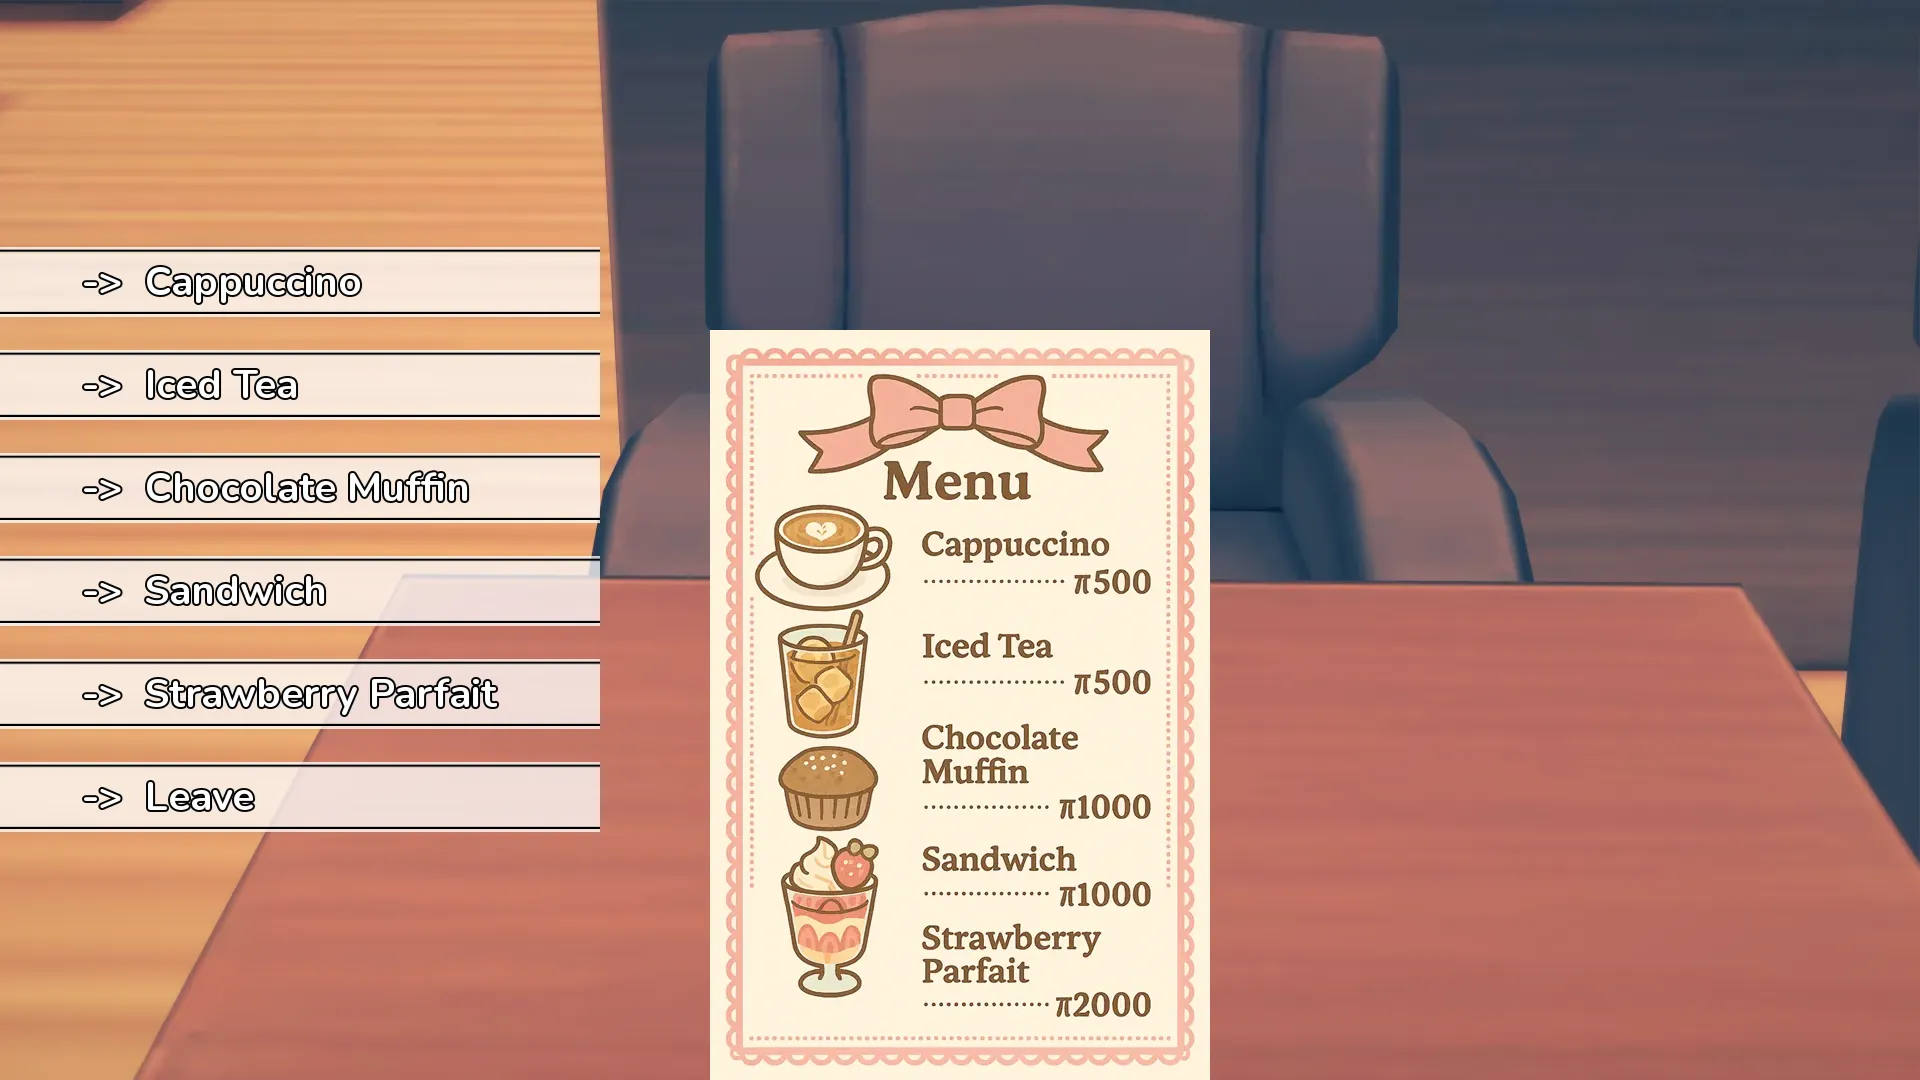 -> Cappuccino
-> Iced Tea
-> Chocolate Muffin
-> Sandwich
-> Strawberry Parfait
-> Leave
Menu
Cappuccino
π500
Iced Tea
π500
Chocolate
Muffin
π1000
Sandwich
π1000
Strawberry
Parfait
π2000